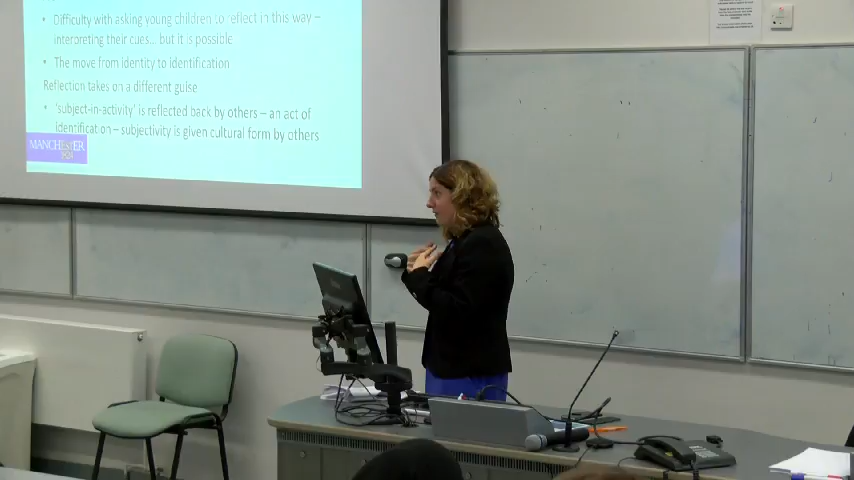 • Difficulty with asking young children to reflect in this way –
interpreting their cues... but it is possible
• The move from identity to identification
Reflection takes on a different guise
• 'subject-in-activity' is reflected back by others – an act of
identification – subjectivity is given cultural form by others
MANCHESTER
1824